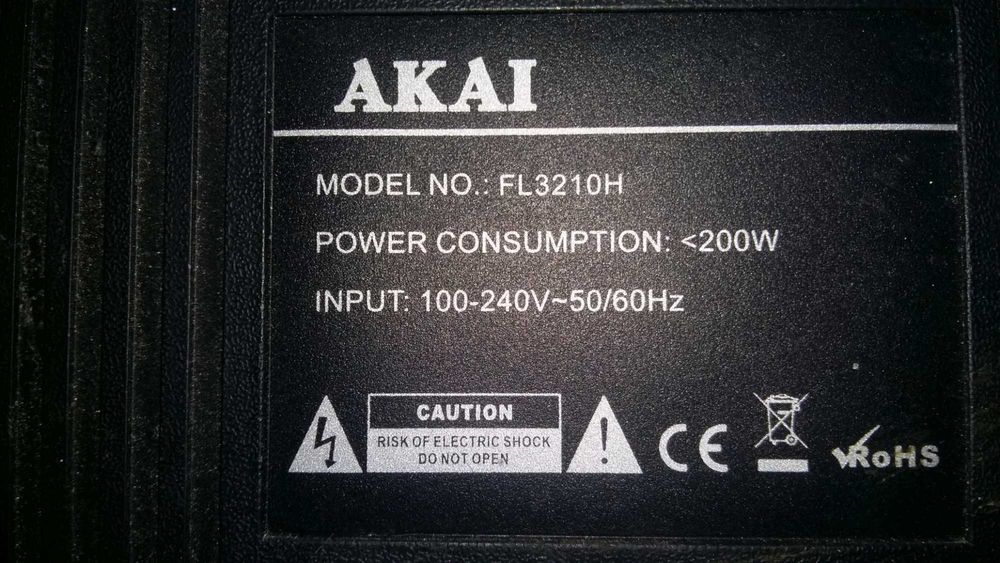 AKAI
MODEL NO.: FL3210H
POWER CONSUMPTION: <200W
INPUT: 100-240V~50/60Hz
CAUTION
RISK OF ELECTRIC SHOCK
DO NOT OPEN
!
CE
RoHS